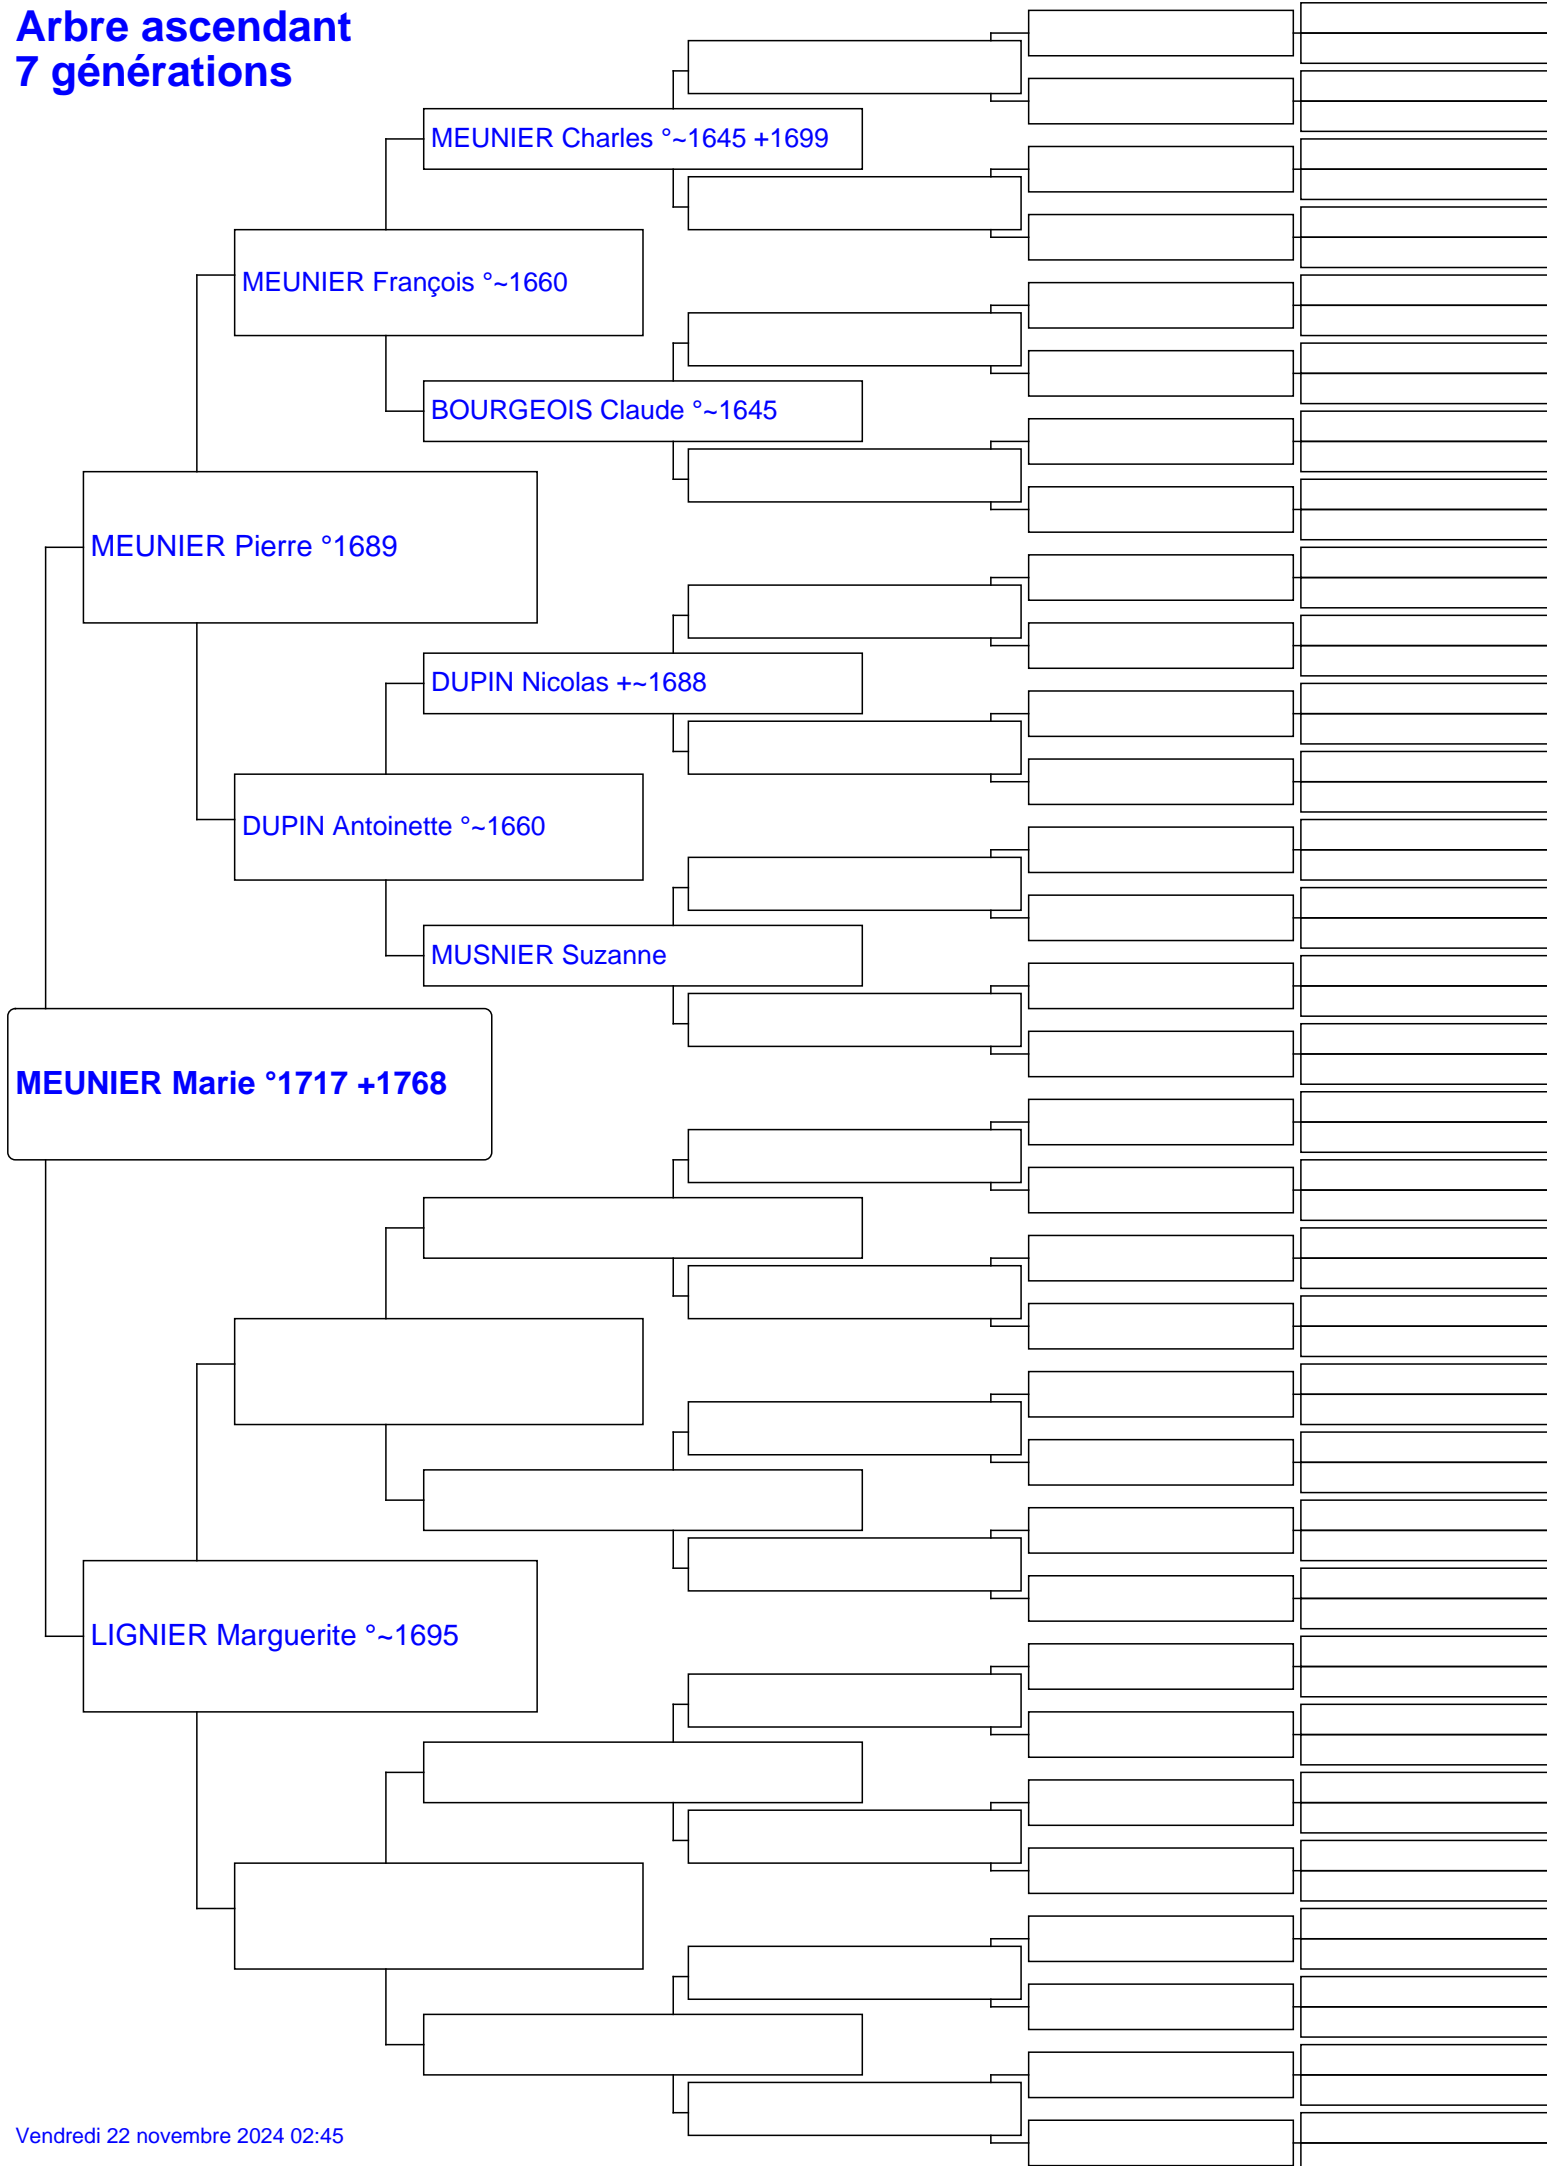 Arbre ascendant
7 générations
MEUNIER Charles °~1645 +1699
MEUNIER François °~1660
BOURGEOIS Claude °~1645
MEUNIER Pierre °1689
DUPIN Nicolas +~1688
DUPIN Antoinette °~1660
MUSNIER Suzanne
MEUNIER Marie °1717 +1768
LIGNIER Marguerite °~1695
Vendredi 22 novembre 2024 02:45